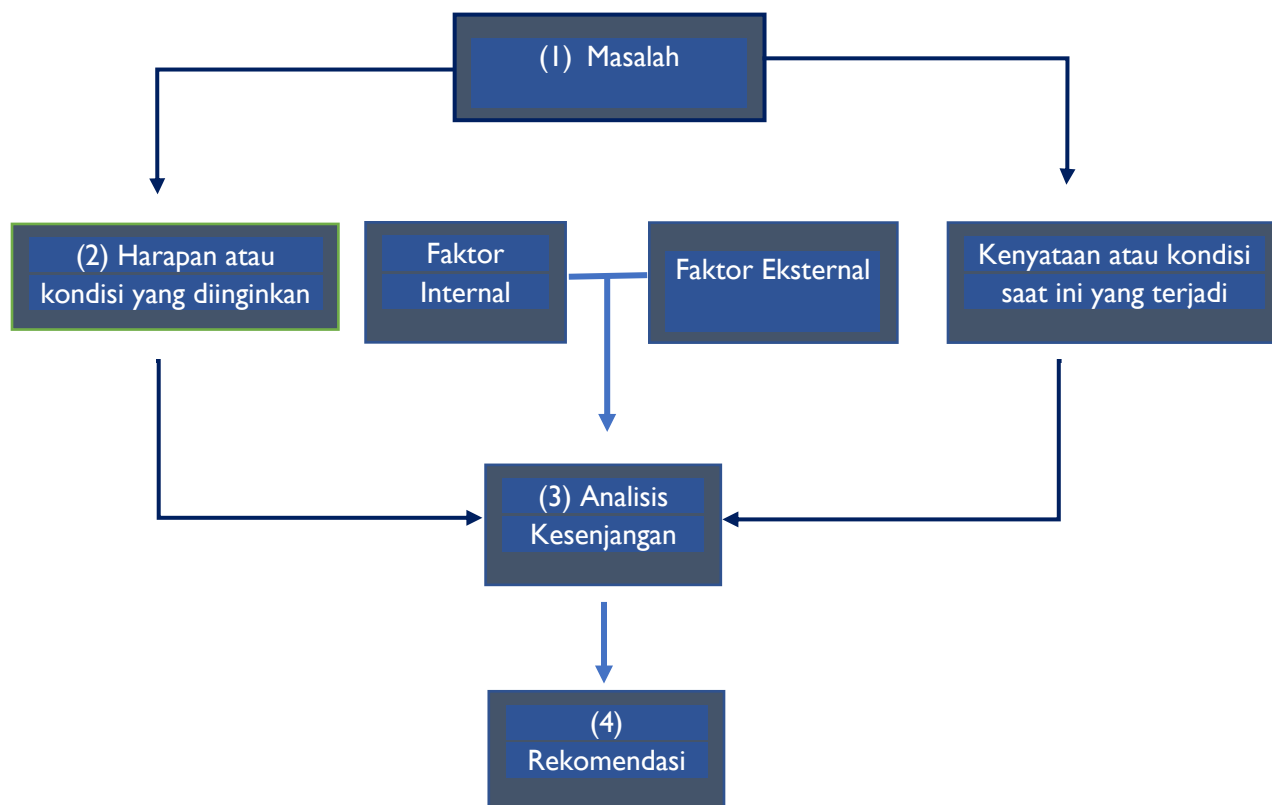 (1) Masalah
(2) Harapan atau
kondisi yang diinginkan
Faktor
Internal
Faktor Eksternal
Kenyataan atau kondisi
saat ini yang terjadi
(3) Analisis
Kesenjangan
(4)
Rekomendasi